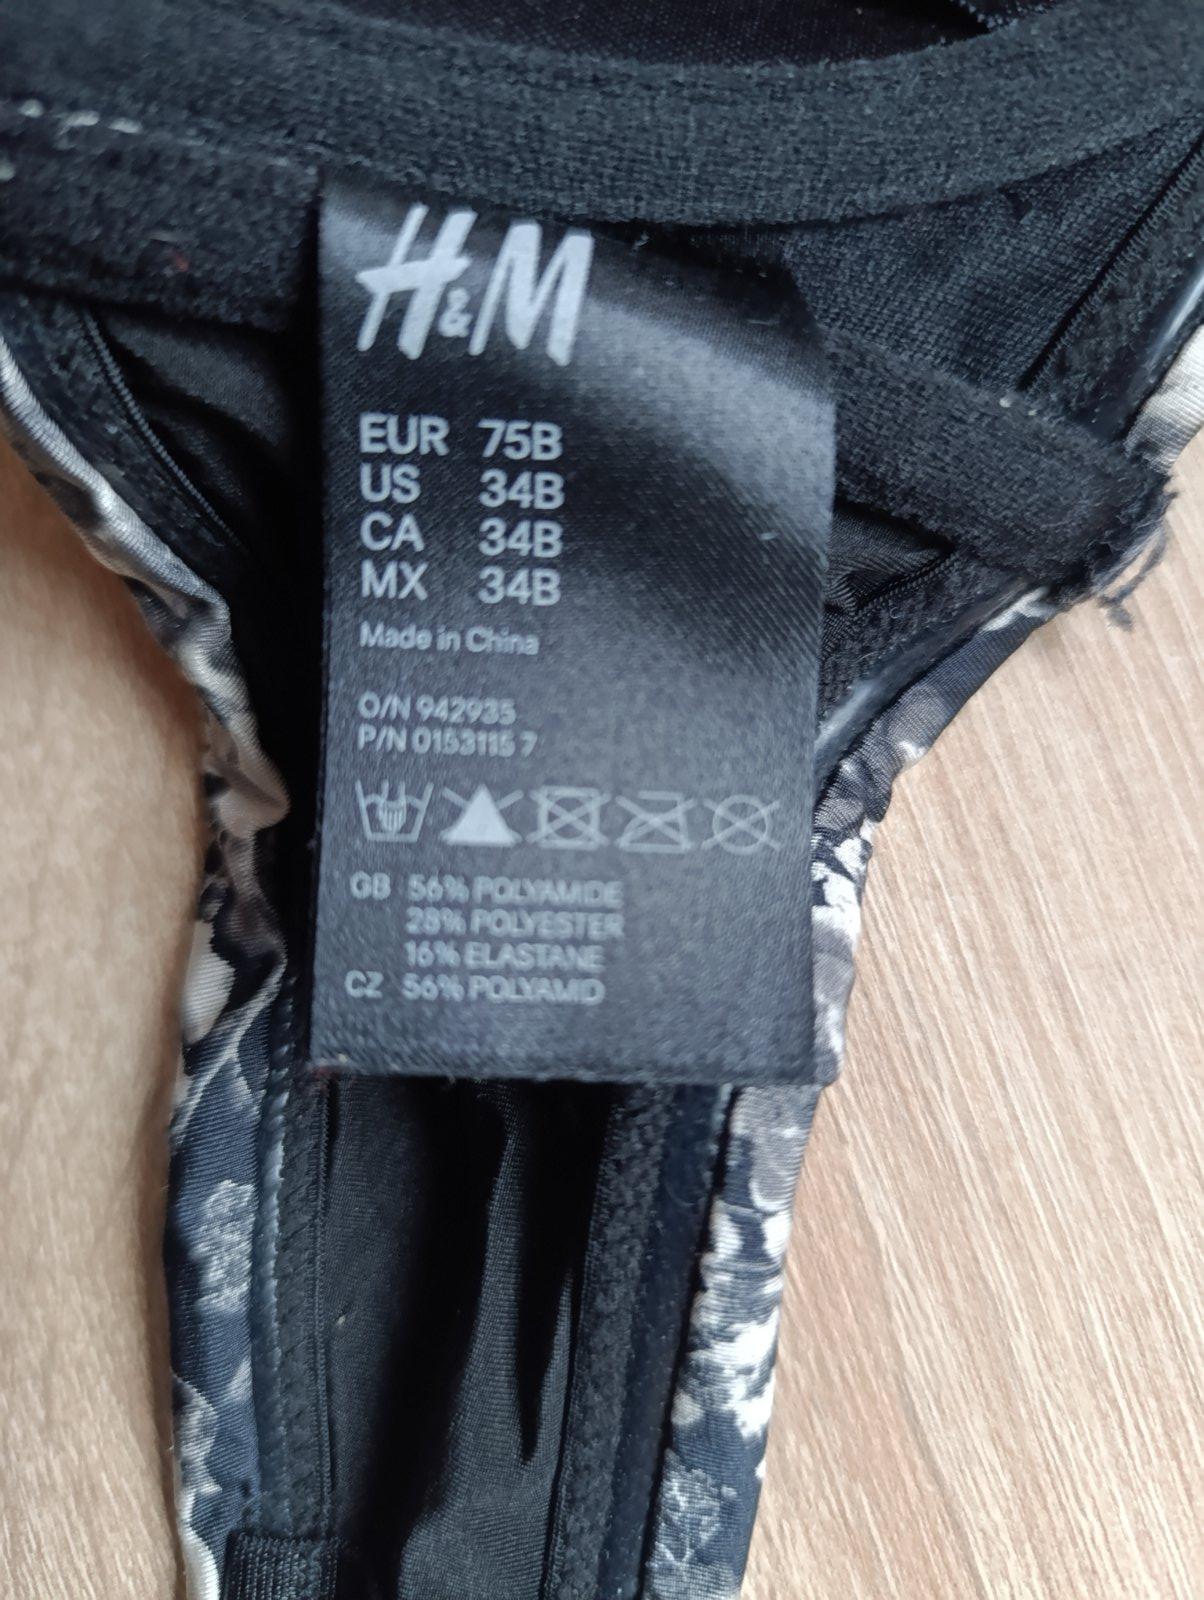 H&M
EUR 75B
US 34B
CA 34B
MX 34B
Made in China
O/N 942935
P/N 0153115 7
GB 56% POLYAMIDE
28% POLYESTER
16% ELASTANE
CZ 56% POLYAMID